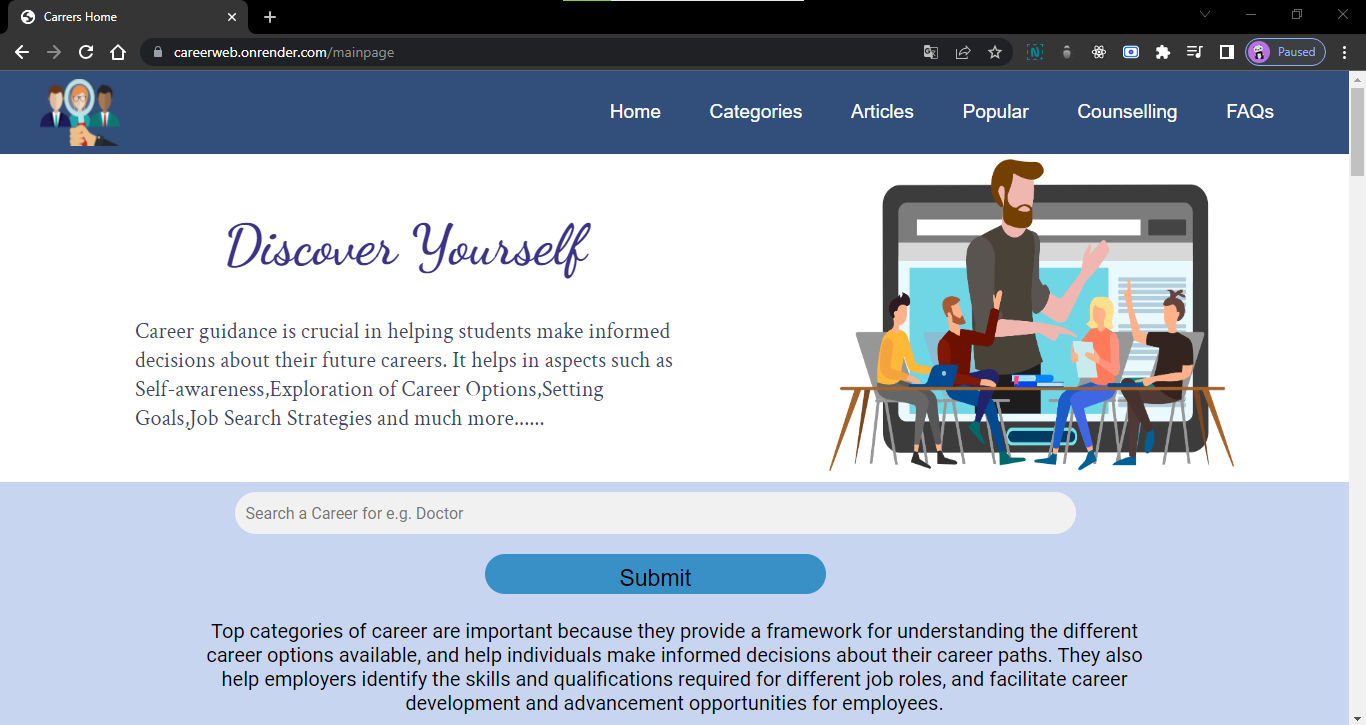 Carrers Home
careerweb.onrender.com/mainpage
Paused
Home Categories Articles Popular Counselling FAQs
Discover Yourself
Career guidance is crucial in helping students make informed
decisions about their future careers. It helps in aspects such as
Self-awareness,Exploration of Career Options,Setting
Goals,Job Search Strategies and much more......
Search a Career for e.g. Doctor
Submit
Top categories of career are important because they provide a framework for understanding the different
career options available, and help individuals make informed decisions about their career paths. They also
help employers identify the skills and qualifications required for different job roles, and facilitate career
development and advancement opportunities for employees.